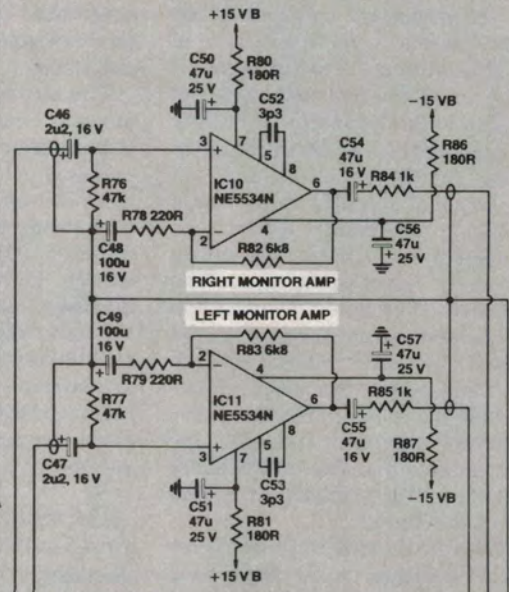 +15 VB
C50
47u
25 V
R80
180R
C52
3p3
-15 VB
C46
2u2, 16 V
C54
47u
16 V
R86
180R
3
+
7
5
8
R84 1k
R76
47k
IC10
NE5534N
6
R78 220R
−
2
4
C48
100u
16 V
R82 6k8
C56
47u
25 V
RIGHT MONITOR AMP
LEFT MONITOR AMP
C49
100u
16 V
R83 6k8
C57
47u
25 V
R79 220R
2
−
4
R77
47k
IC11
NE5534N
6
R85 1k
C47
2u2, 16 V
3
+
7
5
8
C55
47u
16 V
R87
180R
C53
3p3
C51
47u
25 V
R81
180R
-15 VB
+15 VB